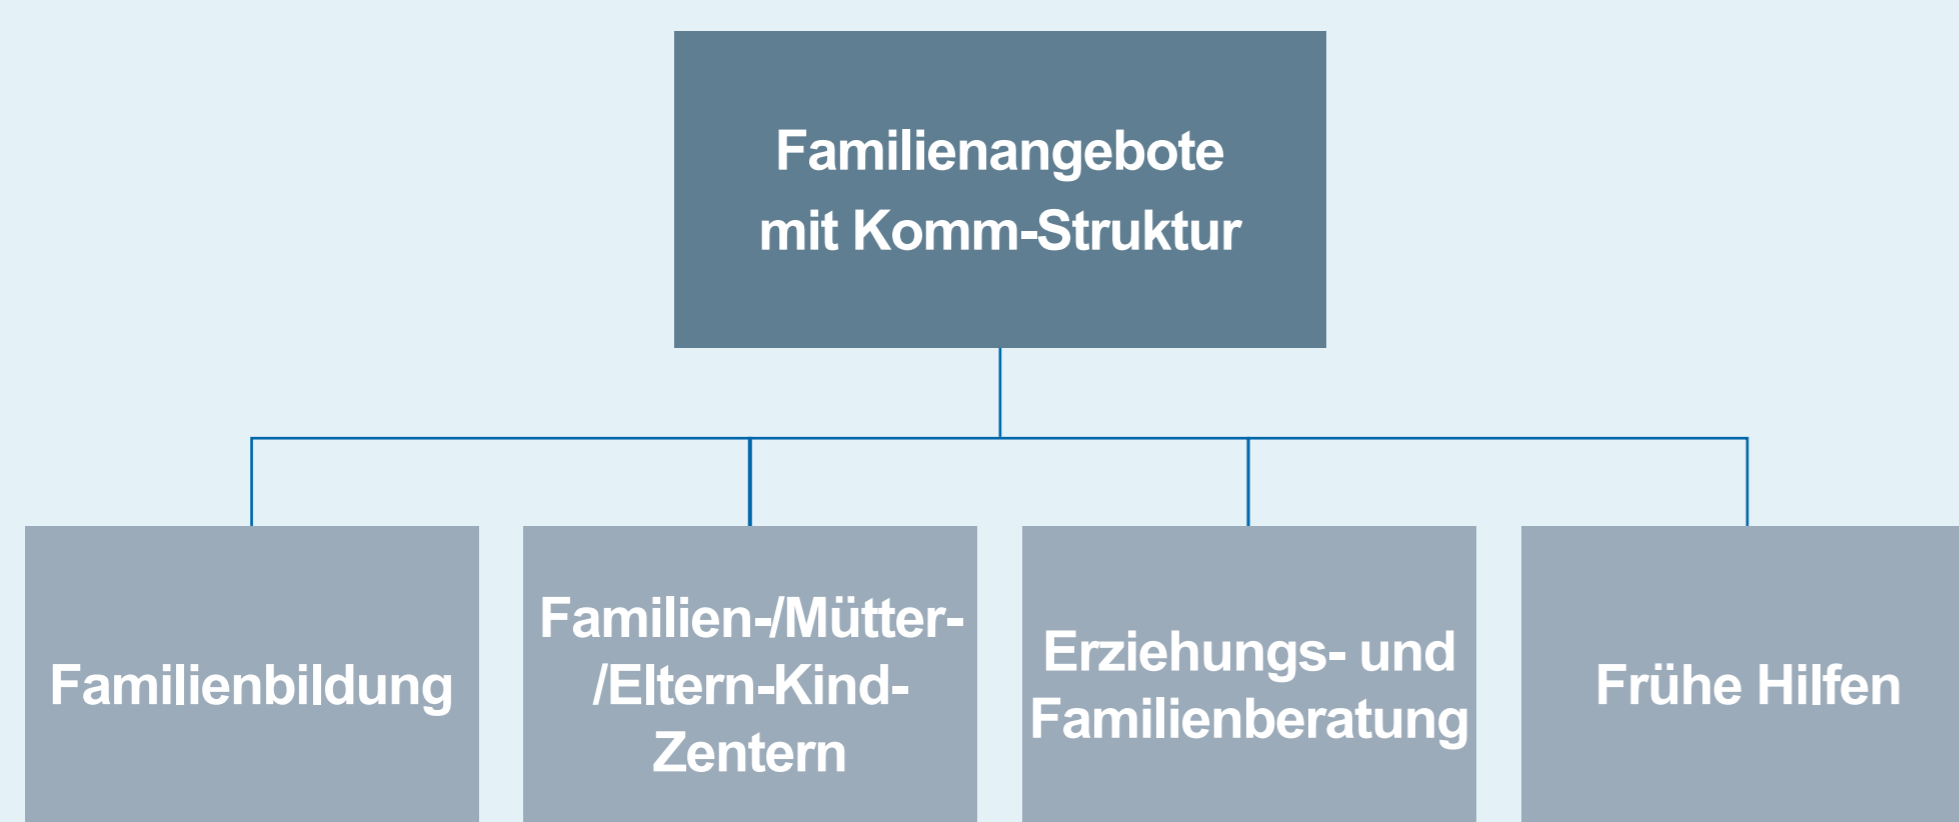 Familienangebote
mit Komm-Struktur
Familienbildung
Familien-/Mütter-
/Eltern-Kind-
Zentern
Erziehungs- und
Familienberatung
Frühe Hilfen